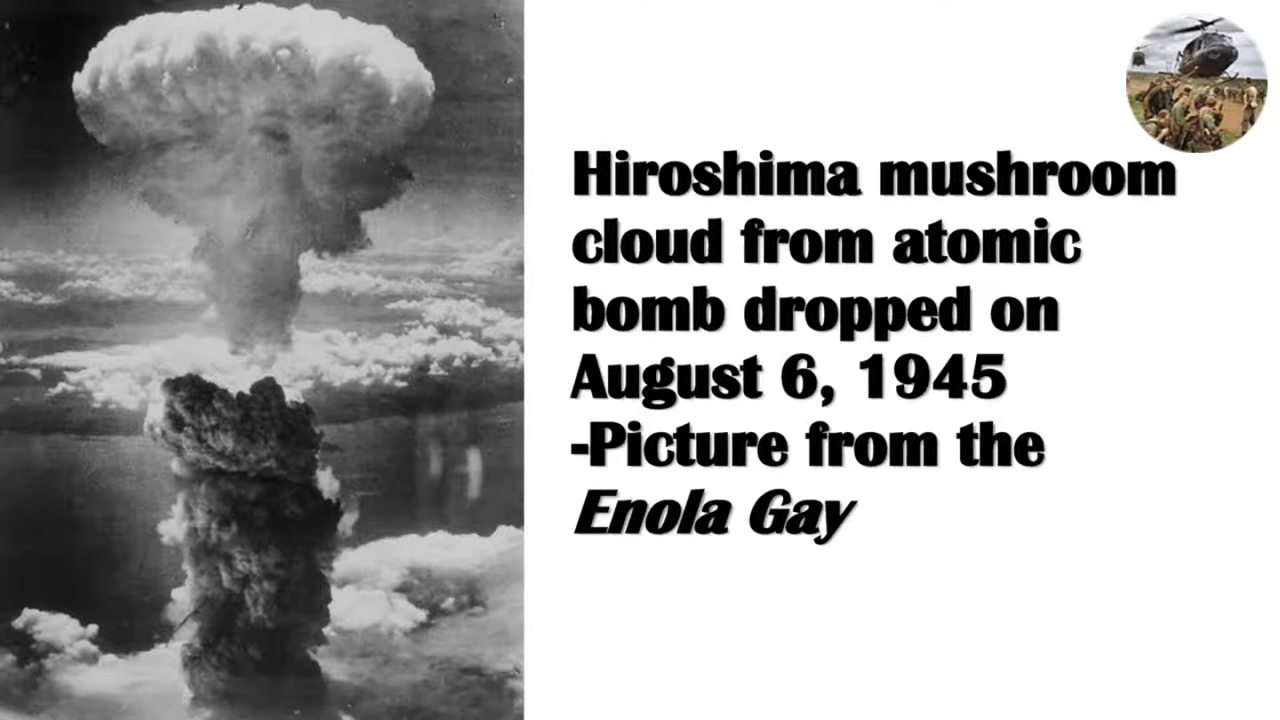 Hiroshima mushroom
cloud from atomic
bomb dropped on
August 6, 1945
-Picture from the
Enola Gay